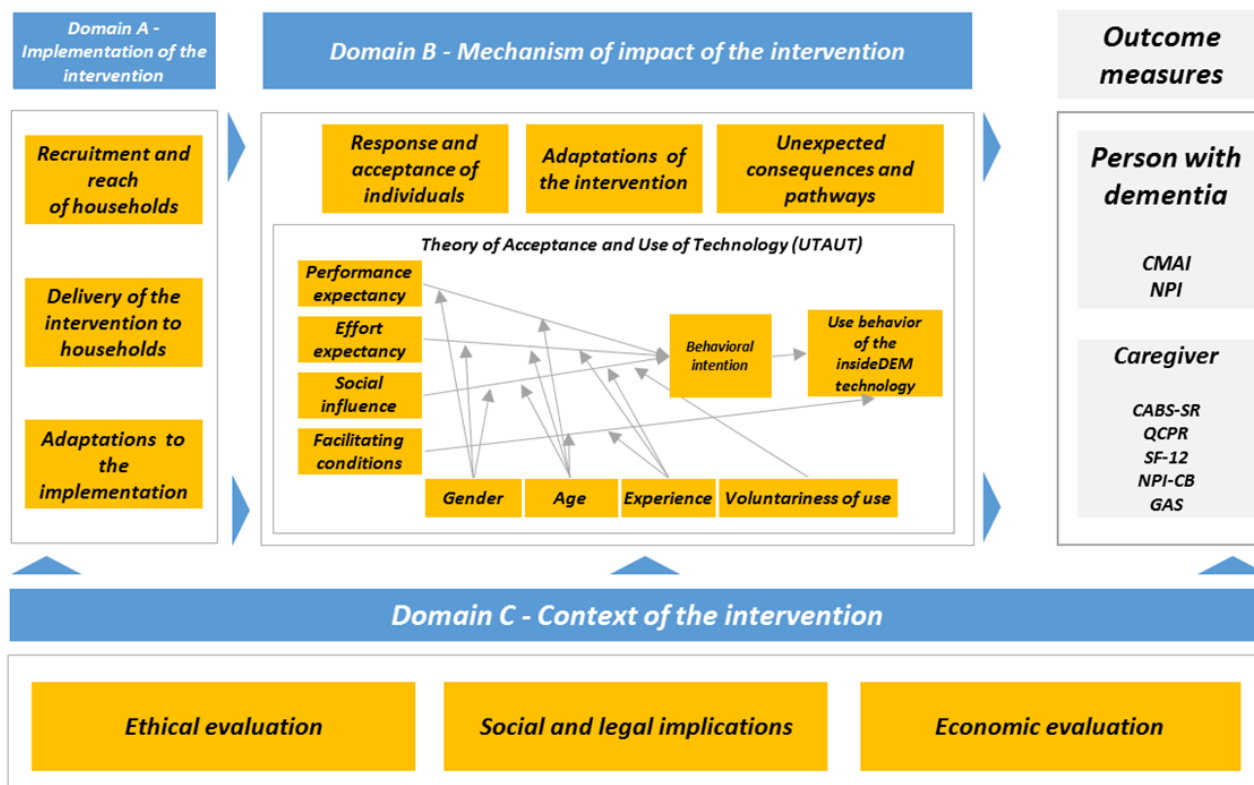 Domain A -
Implementation of the
intervention
Domain B - Mechanism of impact of the intervention
Outcome
measures
Recruitment and
reach
of households
Delivery of the
intervention to
households
Adaptations to
the
implementation
Response and
acceptance of
individuals
Adaptations of
the intervention
Unexpected
consequences and
pathways
Theory of Acceptance and Use of Technology (UTAUT)
Performance
expectancy
Effort
expectancy
Social
influence
Facilitating
conditions
Behavioral
intention
Use behavior
of the
insideDEM
technology
Gender
Age
Experience
Voluntariness of use
Person with
dementia
CMAI
NPI
Caregiver
CABS-SR
QCPR
SF-12
NPI-CB
GAS
Domain C - Context of the intervention
Ethical evaluation
Social and legal implications
Economic evaluation